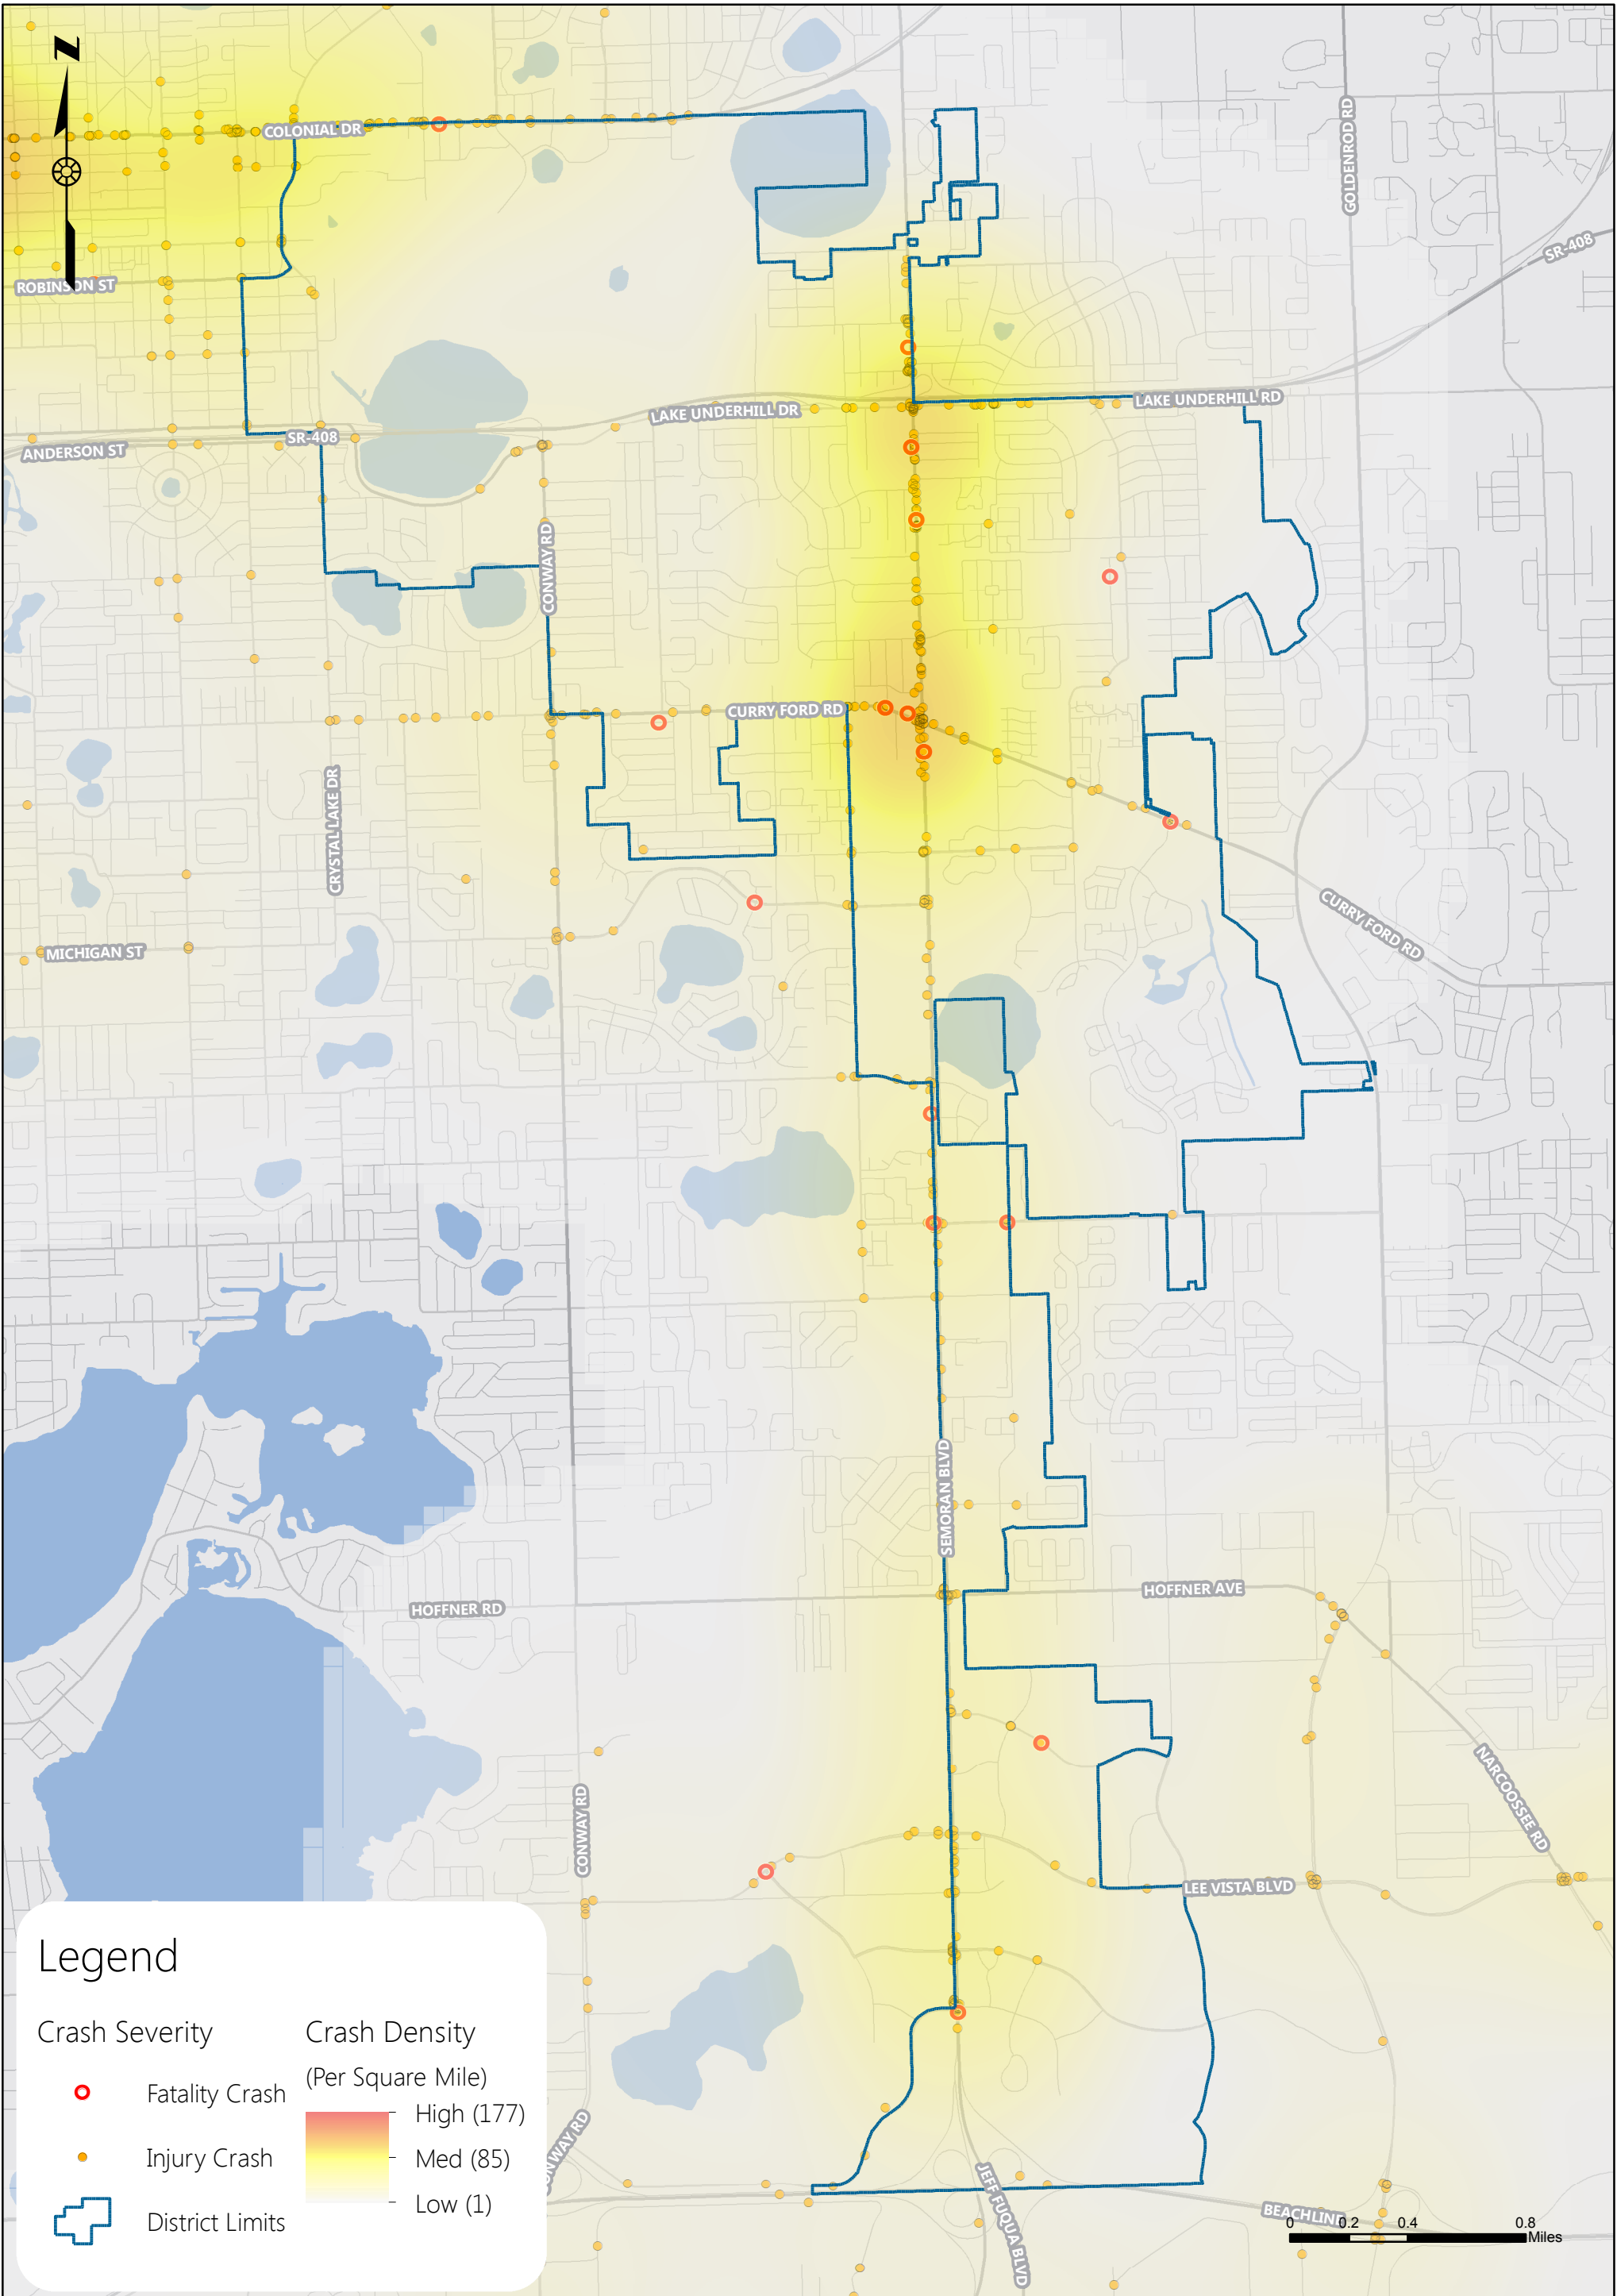 N
COLONIAL DR
GOLDENROD RD
SR-408
ROBINSON ST
LAKE UNDERHILL DR
LAKE UNDERHILL RD
SR-408
ANDERSON ST
CONWAY RD
CURRY FORD RD
CRYSTAL LAKE DR
CURRY FORD RD
MICHIGAN ST
SEMORAN BLVD
HOFFNER AVE
HOFFNER RD
NARCOOSSEE RD
CONWAY RD
LEE VISTA BLVD
Legend
Crash Severity
Fatality Crash
Injury Crash
District Limits
Crash Density
(Per Square Mile)
High (177)
Med (85)
Low (1)
ONWAY RD
JEFF FUQUA BLVD
BEACHLINE
0 0.2 0.4 0.8
Miles